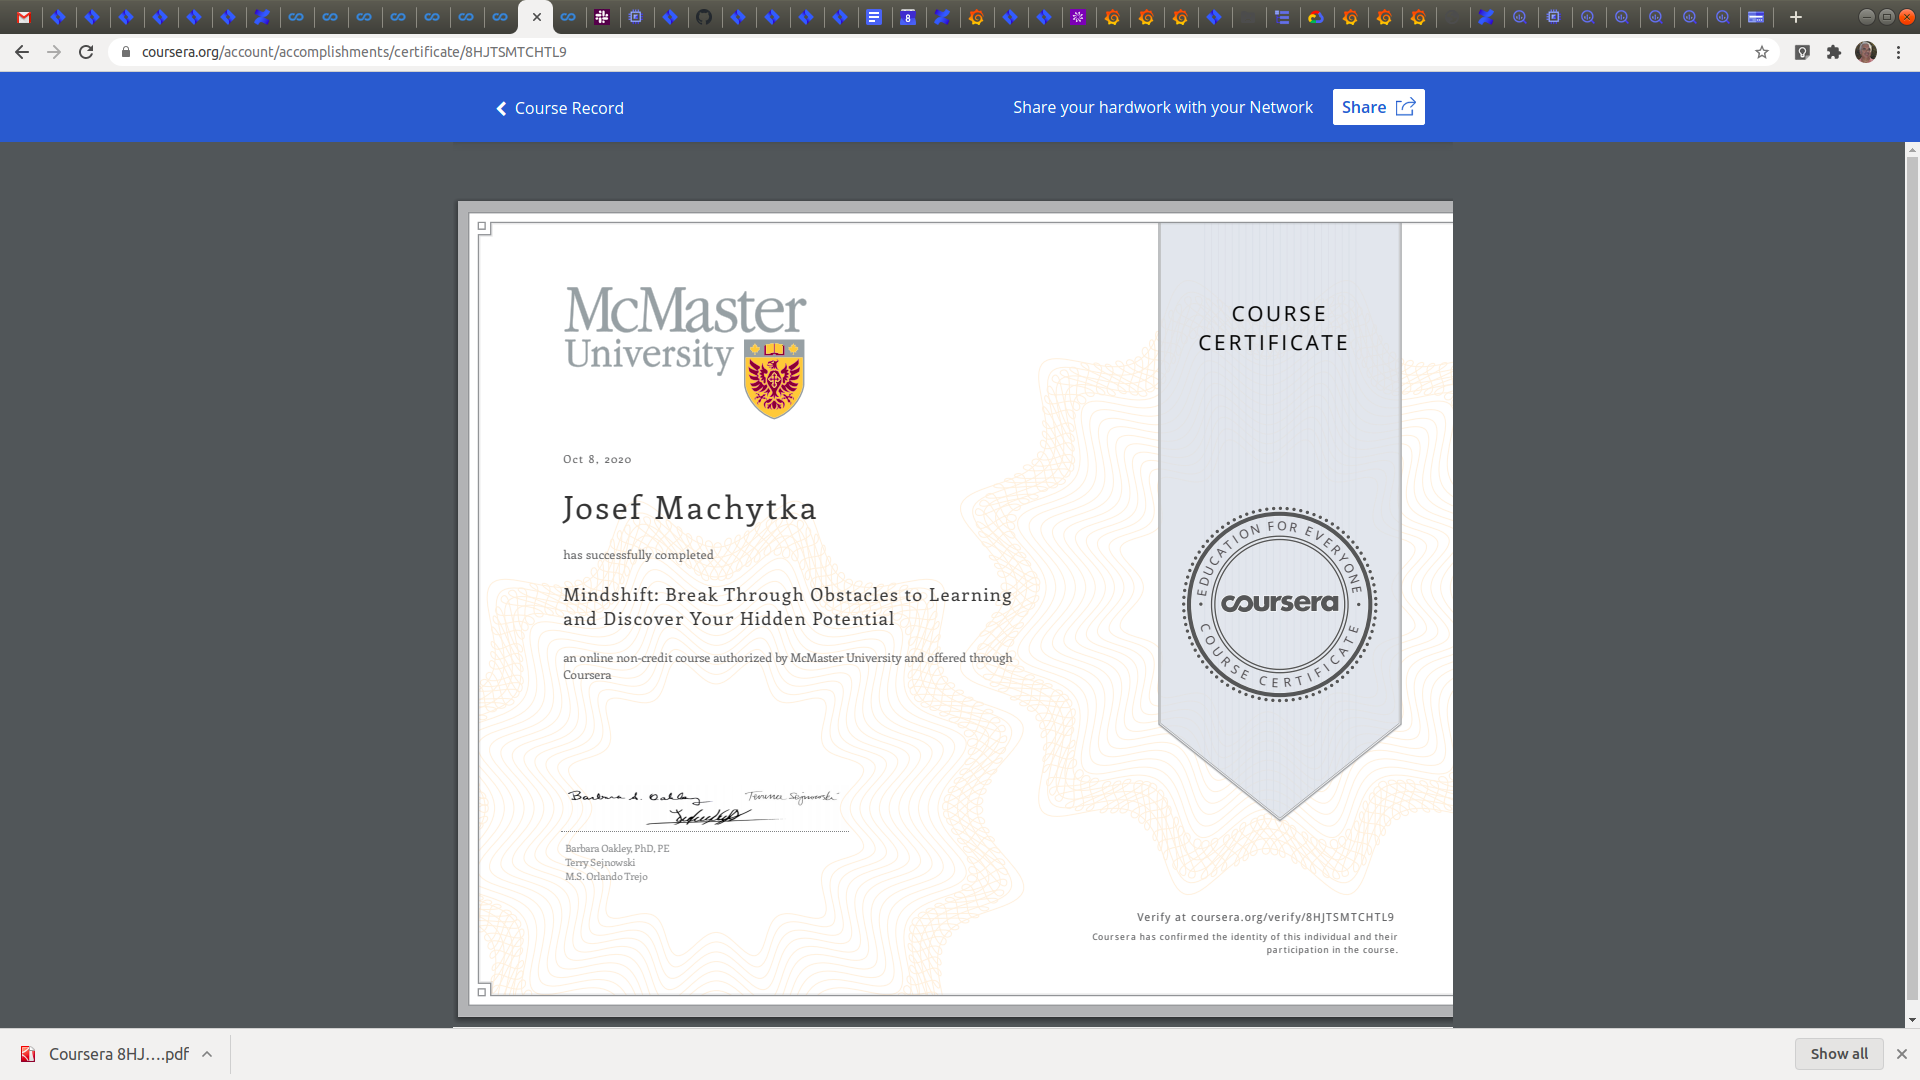 8
coursera.org/account/accomplishments/certificate/8HJTSMTCHTL9
Course Record
Share your hardwork with your Network
Share
McMaster
University
COURSE
CERTIFICATE
Oct 8, 2020
Josef Machytka
has successfully completed
Mindshift: Break Through Obstacles to Learning
and Discover Your Hidden Potential
an online non-credit course authorized by McMaster University and offered through
Coursera
EDUCATION FOR EVERYONE
coursera
COURSE CERTIFICATE
Barbara A. Oakley
Terrence Sejnowski
Barbara Oakley, PhD, PE
Terry Sejnowski
M.S. Orlando Trejo
Verify at coursera.org/verify/8HJTSMTCHTL9
Coursera has confirmed the identity of this individual and their
participation in the course.
Coursera 8HJ....pdf
Show all